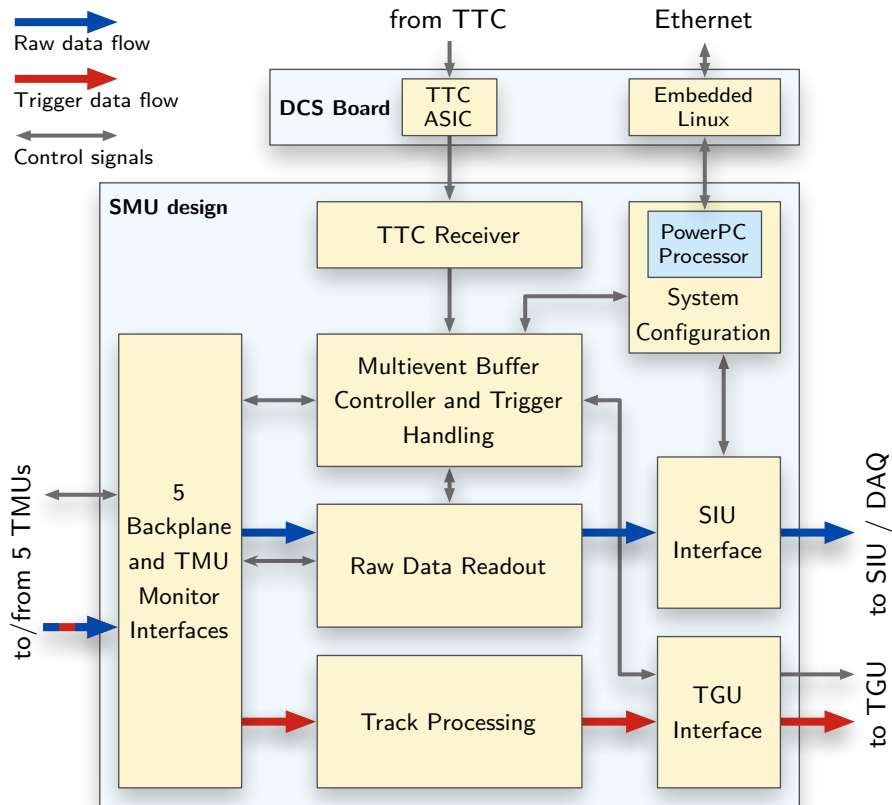 Raw data flow
Trigger data flow
Control signals
from TTC
Ethernet
DCS Board
TTC
ASIC
Embedded
Linux
SMU design
TTC Receiver
PowerPC
Processor
System
Configuration
Multievent Buffer
Controller and Trigger
Handling
5
Backplane
and TMU
Monitor
Interfaces
Raw Data Readout
SIU
Interface
Track Processing
TGU
Interface
to/from 5 TMUs
to SIU / DAQ
to TGU